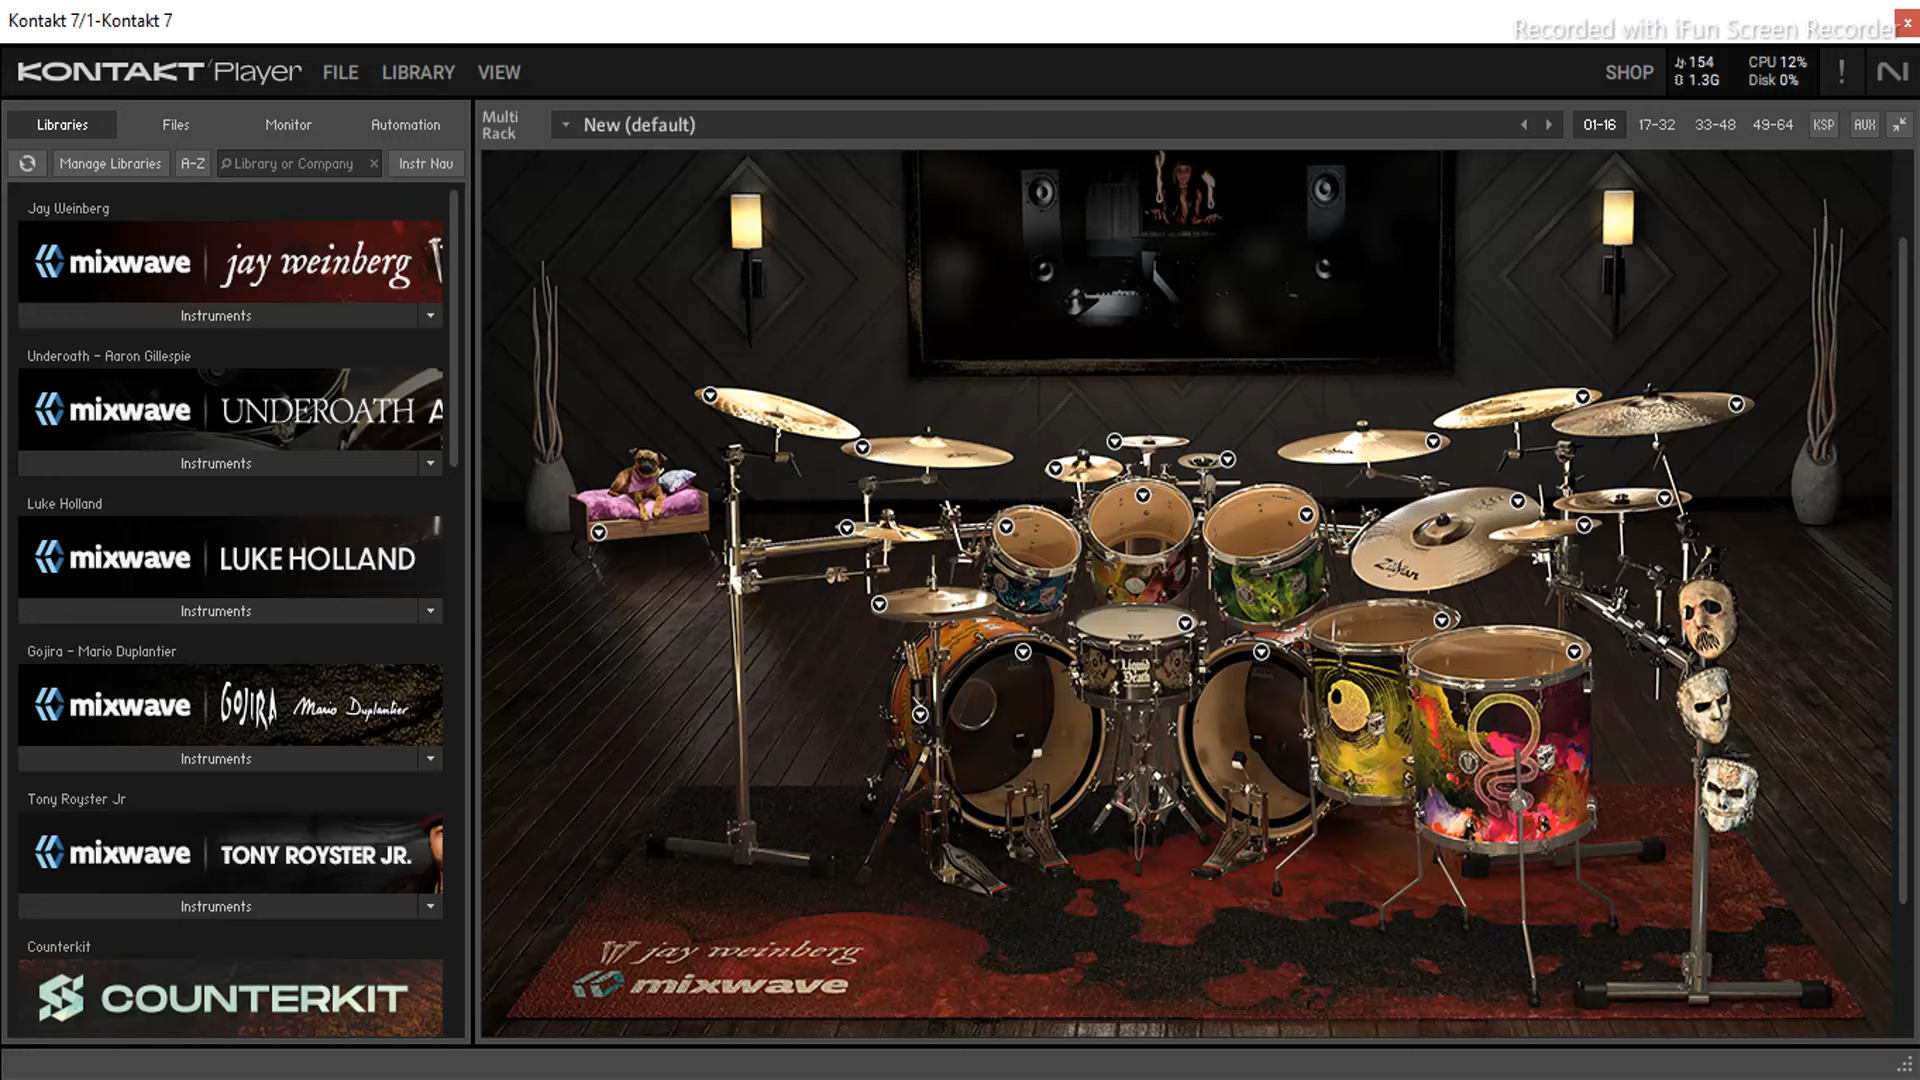 Kontakt 7/1-Kontakt 7
Recorded with iFun Screen Recorder
KONTAKT Player FILE LIBRARY VIEW
SHOP 154 1.3G CPU 12% Disk 0% !
Libraries Files Monitor Automation
Multi Rack New (default) 01-16 17-32 33-48 49-64 KSP AUX
Manage Libraries A-Z Library or Company × Instr Nav
Jay Weinberg
mixwave jay weinberg
Instruments
Underoath - Aaron Gillespie
mixwave UNDEROATH A
Instruments
Luke Holland
mixwave LUKE HOLLAND
Instruments
Gojira - Mario Duplantier
mixwave GOJIRA Mario Duplantier
Instruments
Tony Royster Jr
mixwave TONY ROYSTER JR.
Instruments
Counterkit
COUNTERKIT
Zildjian
Liquid Death
jay weinberg
mixwave